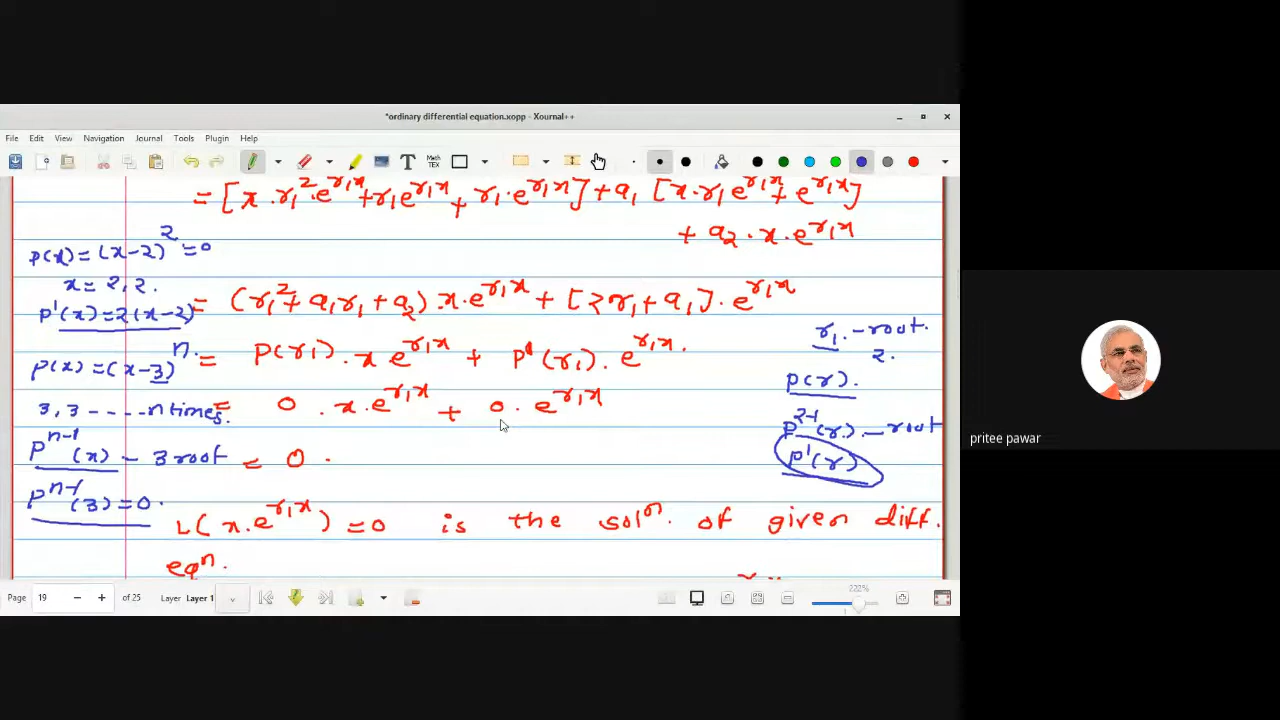 *ordinary differential equation.xopp - Xournal++
File Edit View Navigation Journal Tools Plugin Help
= [x·r₁²·e^{r₁x} + r₁e^{r₁x} + r₁·e^{r₁x}] + a₁ [x·r₁e^{r₁x} + e^{r₁x}]
+ a₂·x·e^{r₁x}
p(x) = (x-2)² = 0
x = 2, 2.
p'(x) = 2(x-2)
= (r₁² + a₁r₁ + a₂)·x·e^{r₁x} + [2r₁ + a₁]·e^{r₁x}
r₁ - root.
2.
p(x) = (x-3)^n.
= P(r₁)·x e^{r₁x} + P'(r₁)·e^{r₁x}.
p(r).
3, 3 - - - - n times.
= 0 · x·e^{r₁x} + 0· e^{r₁x}
p^{2-1}(r.) - root
p'(r)
p^{n-1}(x) - 3 root
= 0 .
p^{n-1}(3) = 0.
L(x·e^{r₁x}) = 0 is the solⁿ. of given diff.
eqⁿ.
pritee pawar
Page 19 of 25 Layer Layer 1 222%